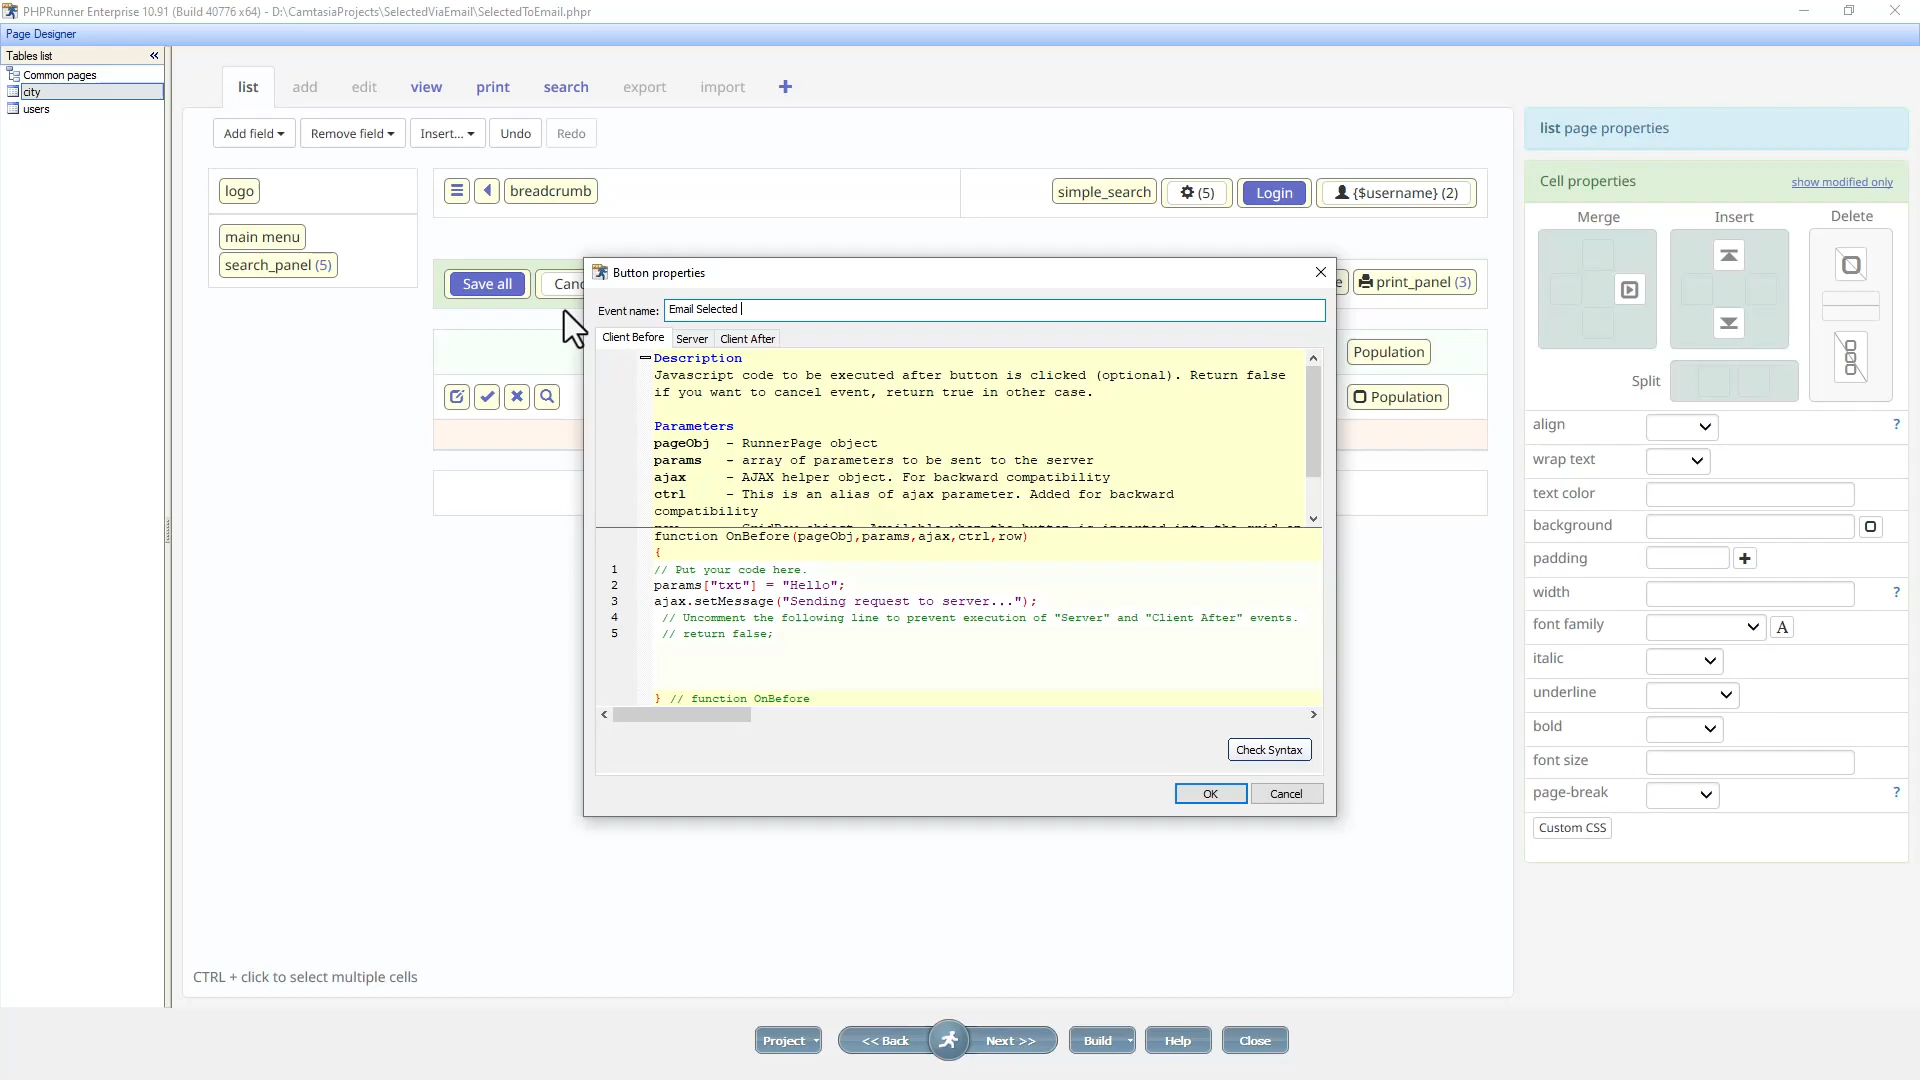 PHPRunner Enterprise 10.91 (Build 40776 x64) - D:\CamtasiaProjects\SelectedViaEmail\SelectedToEmail.phpr
Page Designer
Tables list
Common pages
city
users
list add edit view print search export import
Add field Remove field Insert... Undo Redo
logo
main menu
search_panel (5)
breadcrumb
simple_search (5) Login {$username} (2)
Save all
print_panel (3)
Population
Population
Button properties
Event name: Email Selected
Client Before Server Client After
Description
Javascript code to be executed after button is clicked (optional). Return false
if you want to cancel event, return true in other case.
Parameters
pageObj - RunnerPage object
params - array of parameters to be sent to the server
ajax - AJAX helper object. For backward compatibility
ctrl - This is an alias of ajax parameter. Added for backward
compatibility
function OnBefore(pageObj,params,ajax,ctrl,row)
{
1 // Put your code here.
2 params["txt"] = "Hello";
3 ajax.setMessage("Sending request to server...");
4 // Uncomment the following line to prevent execution of "Server" and "Client After" events.
5 // return false;
} // function OnBefore
Check Syntax
OK Cancel
list page properties
Cell properties show modified only
Merge Insert Delete
Split
align ?
wrap text
text color
background
padding
width ?
font family A
italic
underline
bold
font size
page-break ?
Custom CSS
CTRL + click to select multiple cells
Project << Back Next >> Build Help Close